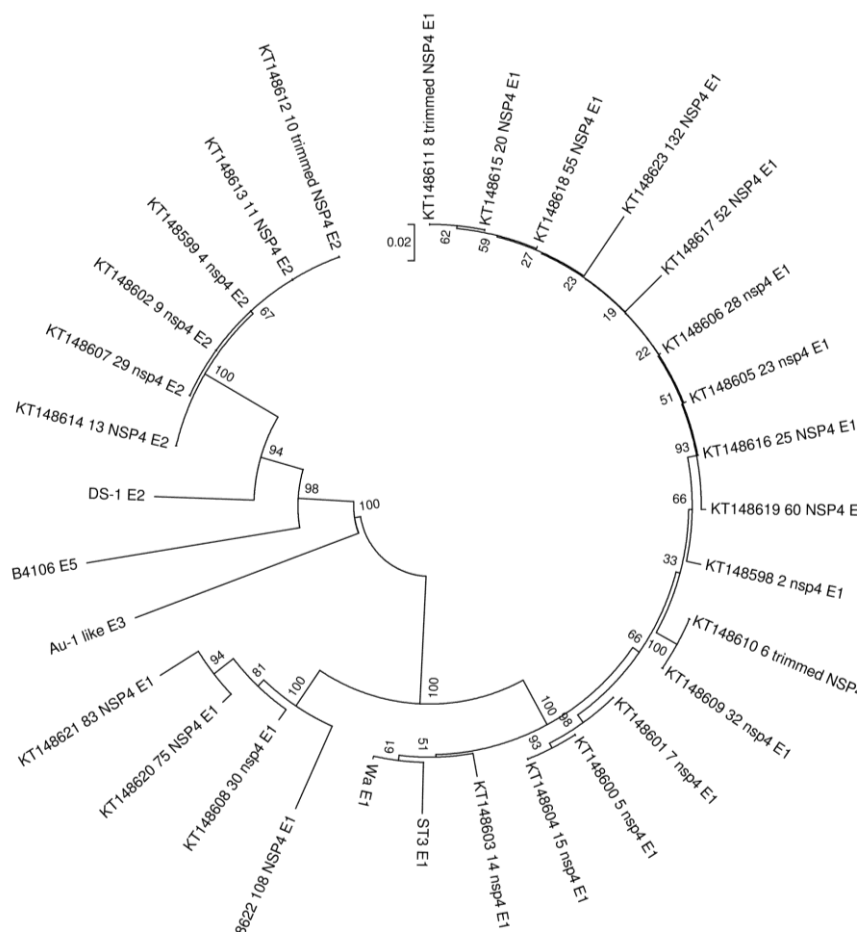 KT148612 10 trimmed NSP4 E2
KT148613 11 NSP4 E2
KT148599 4 nsp4 E2
KT148602 9 nsp4 E2
KT148607 29 nsp4 E2
KT148614 13 NSP4 E2
DS-1 E2
B4106 E5
Au-1 like E3
KT148621 83 NSP4 E1
KT148620 75 NSP4 E1
KT148608 30 nsp4 E1
8622 108 NSP4 E1
Wa E1
ST3 E1
KT148603 14 nsp4 E1
KT148604 15 nsp4 E1
KT148600 5 nsp4 E1
KT148601 7 nsp4 E1
KT148609 32 nsp4 E1
KT148610 6 trimmed NSP4
KT148598 2 nsp4 E1
KT148619 60 NSP4 E
KT148616 25 NSP4 E1
KT148605 23 nsp4 E1
KT148606 28 nsp4 E1
KT148617 52 NSP4 E1
KT148623 132 NSP4 E1
KT148618 55 NSP4 E1
KT148615 20 NSP4 E1
KT148611 8 trimmed NSP4 E1
0.02
62
59
27
23
19
22
51
93
66
33
100
66
98
93
100
51
19
100
100
81
94
100
98
94
100
67